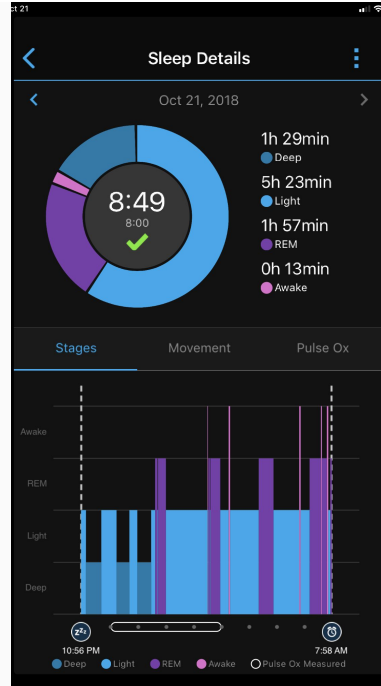 ct 21
Sleep Details
Oct 21, 2018
1h 29min
Deep
5h 23min
Light
1h 57min
REM
0h 13min
Awake
8:49
8:00
Stages Movement Pulse Ox
Awake
REM
Light
Deep
zzz
10:56 PM 7:58 AM
Deep Light REM Awake Pulse Ox Measured